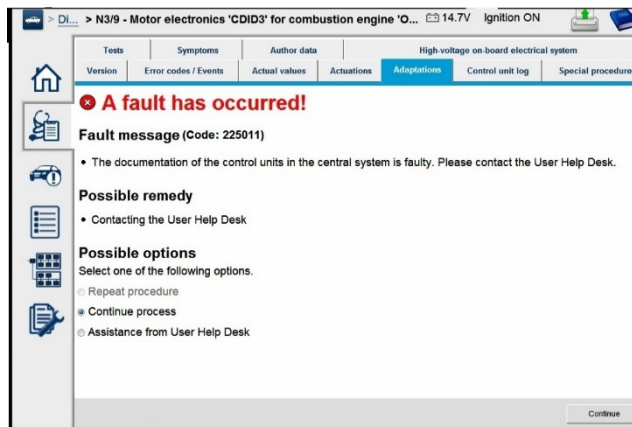 > Di... > N3/9 - Motor electronics 'CDID3' for combustion engine 'O... 14.7V Ignition ON
Tests Symptoms Author data High-voltage on-board electrical system
Version Error codes / Events Actual values Actuations Adaptations Control unit log Special procedure
A fault has occurred!
Fault message (Code: 225011)
• The documentation of the control units in the central system is faulty. Please contact the User Help Desk.
Possible remedy
• Contacting the User Help Desk
Possible options
Select one of the following options.
Repeat procedure
Continue process
Assistance from User Help Desk
Continue